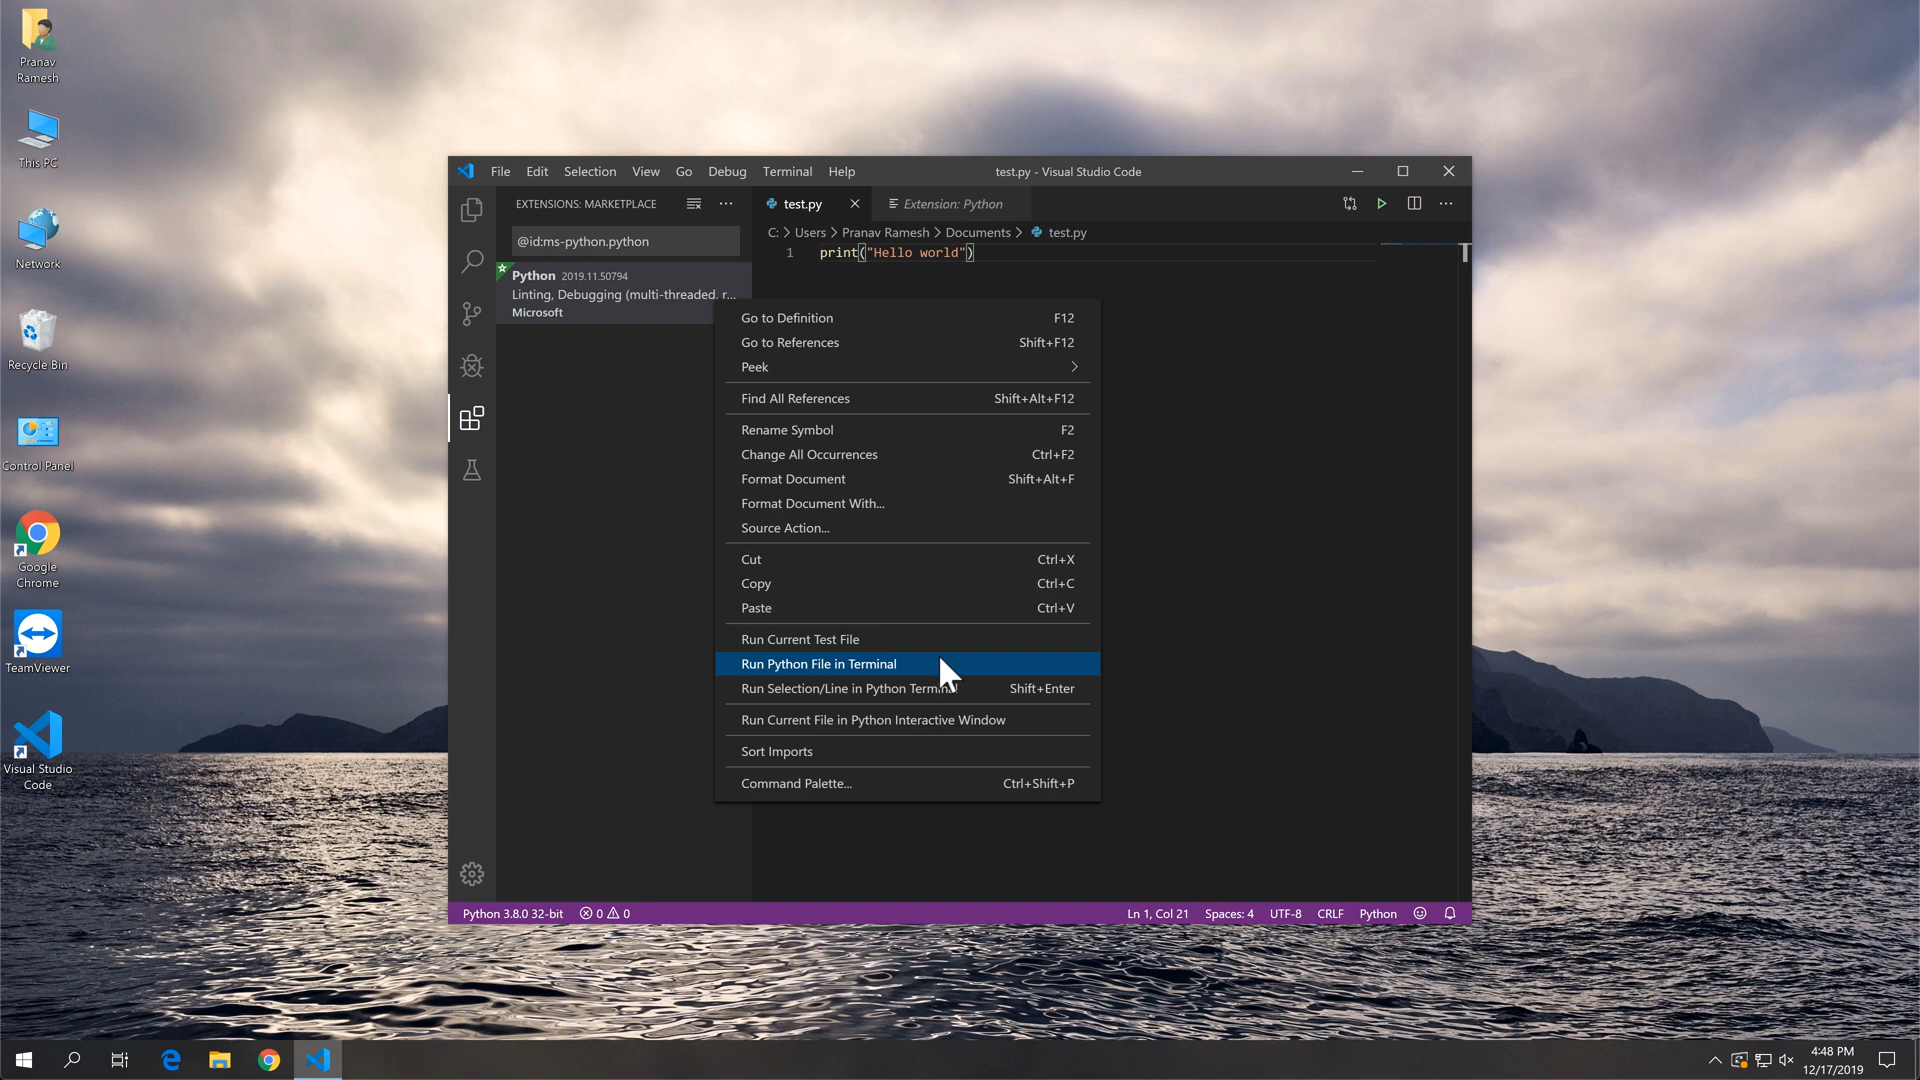 Pranav
Ramesh
This PC
Network
Recycle Bin
Control Panel
Google
Chrome
TeamViewer
Visual Studio
Code
File Edit Selection View Go Debug Terminal Help
test.py - Visual Studio Code
EXTENSIONS: MARKETPLACE
@id:ms-python.python
Python 2019.11.50794
Linting, Debugging (multi-threaded, r...
Microsoft
test.py
Extension: Python
C: > Users > Pranav Ramesh > Documents > test.py
1 print("Hello world")
Go to Definition F12
Go to References Shift+F12
Peek
Find All References Shift+Alt+F12
Rename Symbol F2
Change All Occurrences Ctrl+F2
Format Document Shift+Alt+F
Format Document With...
Source Action...
Cut Ctrl+X
Copy Ctrl+C
Paste Ctrl+V
Run Current Test File
Run Python File in Terminal
Run Selection/Line in Python Terminal Shift+Enter
Run Current File in Python Interactive Window
Sort Imports
Command Palette... Ctrl+Shift+P
Python 3.8.0 32-bit 0 0
Ln 1, Col 21 Spaces: 4 UTF-8 CRLF Python
4:48 PM
12/17/2019